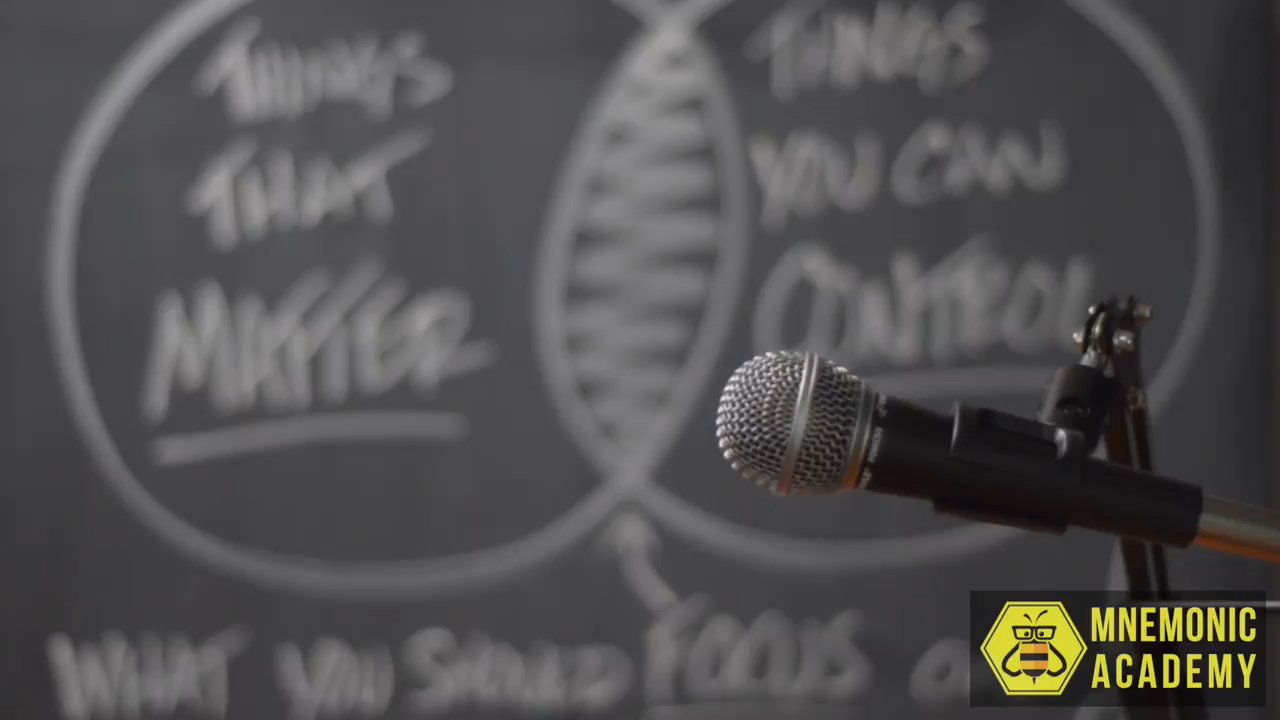 THINGS
THAT
MATTER
THINGS
YOU CAN
CONTROL
WHAT YOU SHOULD FOCUS
MNEMONIC
ACADEMY